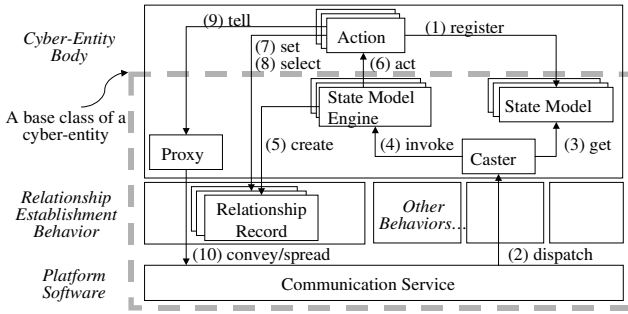 (9) tell
(1) register
Cyber-Entity
Body
Action
(7) set
(8) select
(6) act
A base class of a
cyber-entity
State Model
Engine
State Model
(5) create
(4) invoke
(3) get
Proxy
Caster
Relationship
Establishment
Behavior
Relationship
Record
Other
Behaviors...
(10) convey/spread
(2) dispatch
Platform
Software
Communication Service